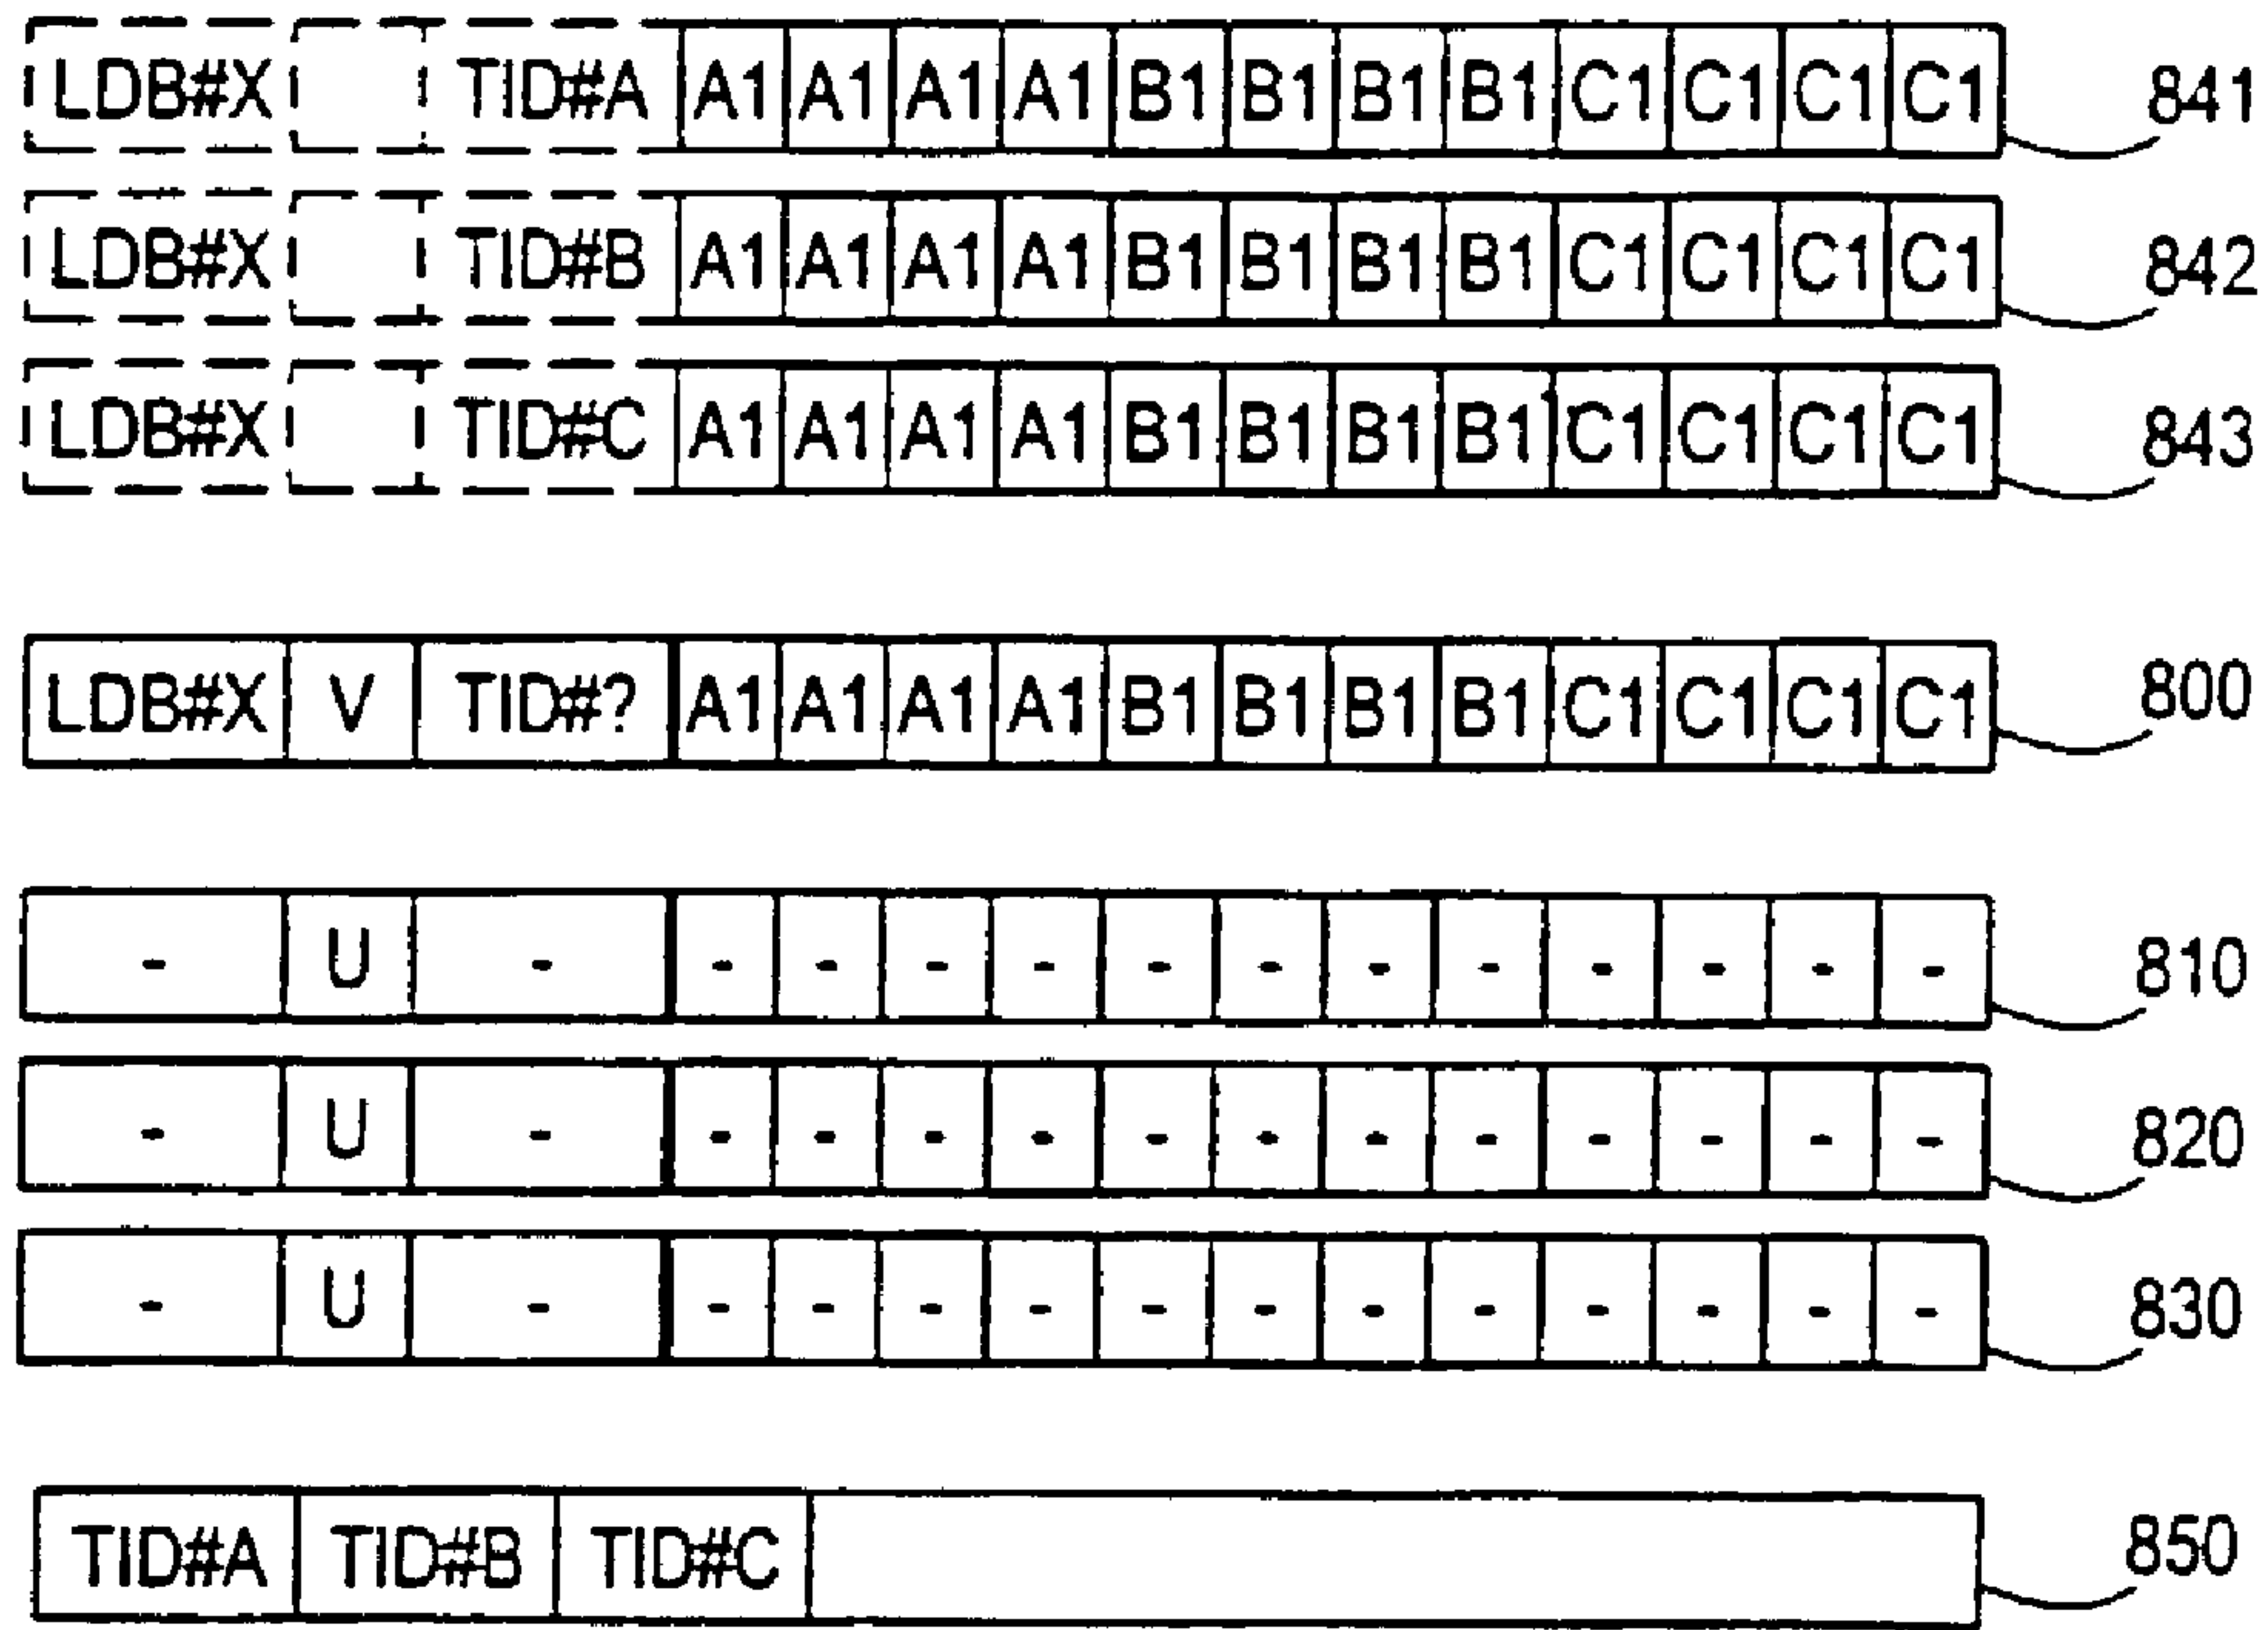 LDB#X TID#A A1 A1 A1 A1 B1 B1 B1 B1 C1 C1 C1 C1 841
LDB#X TID#B A1 A1 A1 A1 B1 B1 B1 B1 C1 C1 C1 C1 842
LDB#X TID#C A1 A1 A1 A1 B1 B1 B1 B1 C1 C1 C1 C1 843
LDB#X V TID#? A1 A1 A1 A1 B1 B1 B1 B1 C1 C1 C1 C1 800
- U - - - - - - - - - - - - - 810
- U - - - - - - - - - - - - - 820
- U - - - - - - - - - - - - - 830
TID#A TID#B TID#C 850